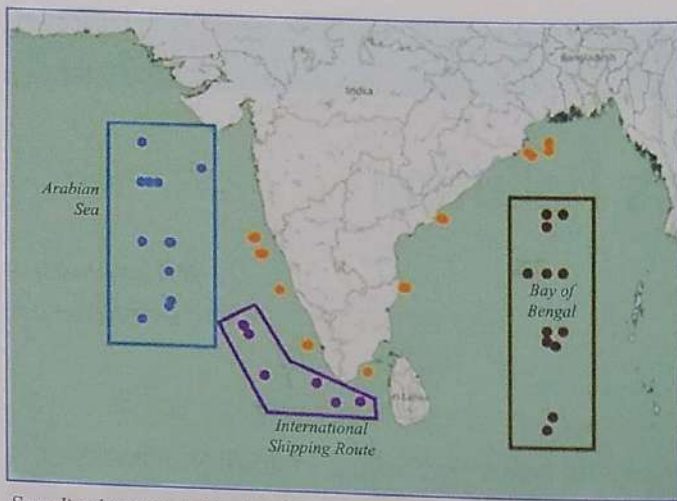 India
Bangladesh
Arabian
Sea
Bay of
Bengal
Sri Lanka
International
Shipping Route